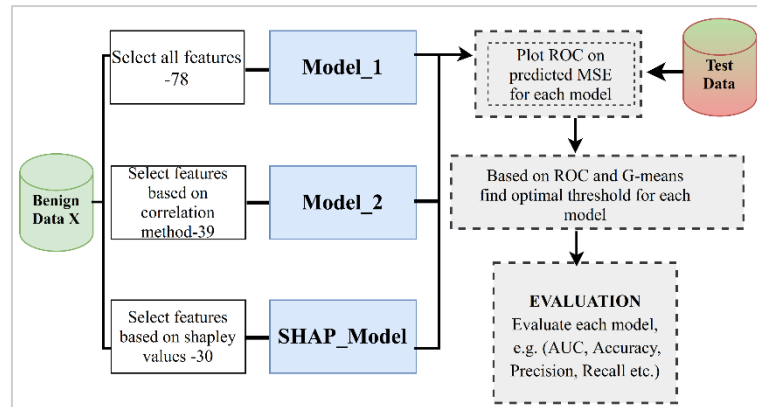 Select all features
-78
Model_1
Plot ROC on
predicted MSE
for each model
Test
Data
Benign
Data X
Select features
based on
correlation
method-39
Model_2
Based on ROC and G-means
find optimal threshold for each
model
Select features
based on shapley
values -30
SHAP_Model
EVALUATION
Evaluate each model,
e.g. (AUC, Accuracy,
Precision, Recall etc.)